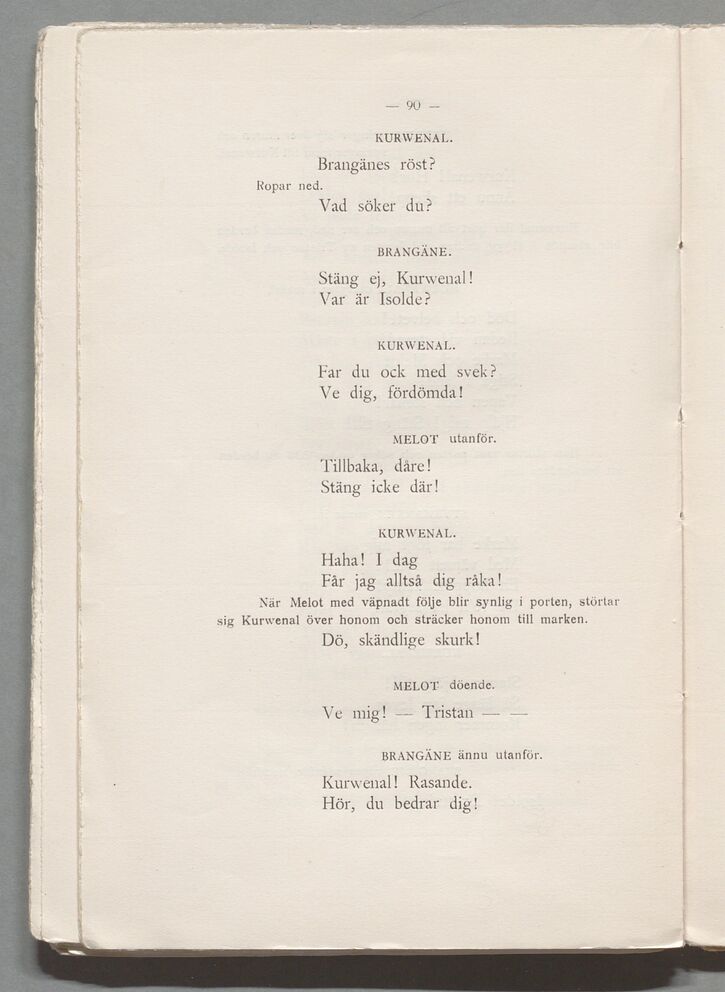 — 90 —
KURWENAL.
Brangänes röst?
Ropar ned.
Vad söker du?
BRANGÄNE.
Stäng ej, Kurwenal!
Var är Isolde?
KURWENAL.
Far du ock med svek?
Ve dig, fördömda!
MELOT utanför.
Tillbaka, dåre!
Stäng icke där!
KURWENAL.
Haha! I dag
Får jag alltså dig råka!
När Melot med väpnadt följe blir synlig i porten, störtar
sig Kurwenal över honom och sträcker honom till marken.
Dö, skändlige skurk!
MELOT döende.
Ve mig! — Tristan — —
BRANGÄNE ännu utanför.
Kurwenal! Rasande.
Hör, du bedrar dig!